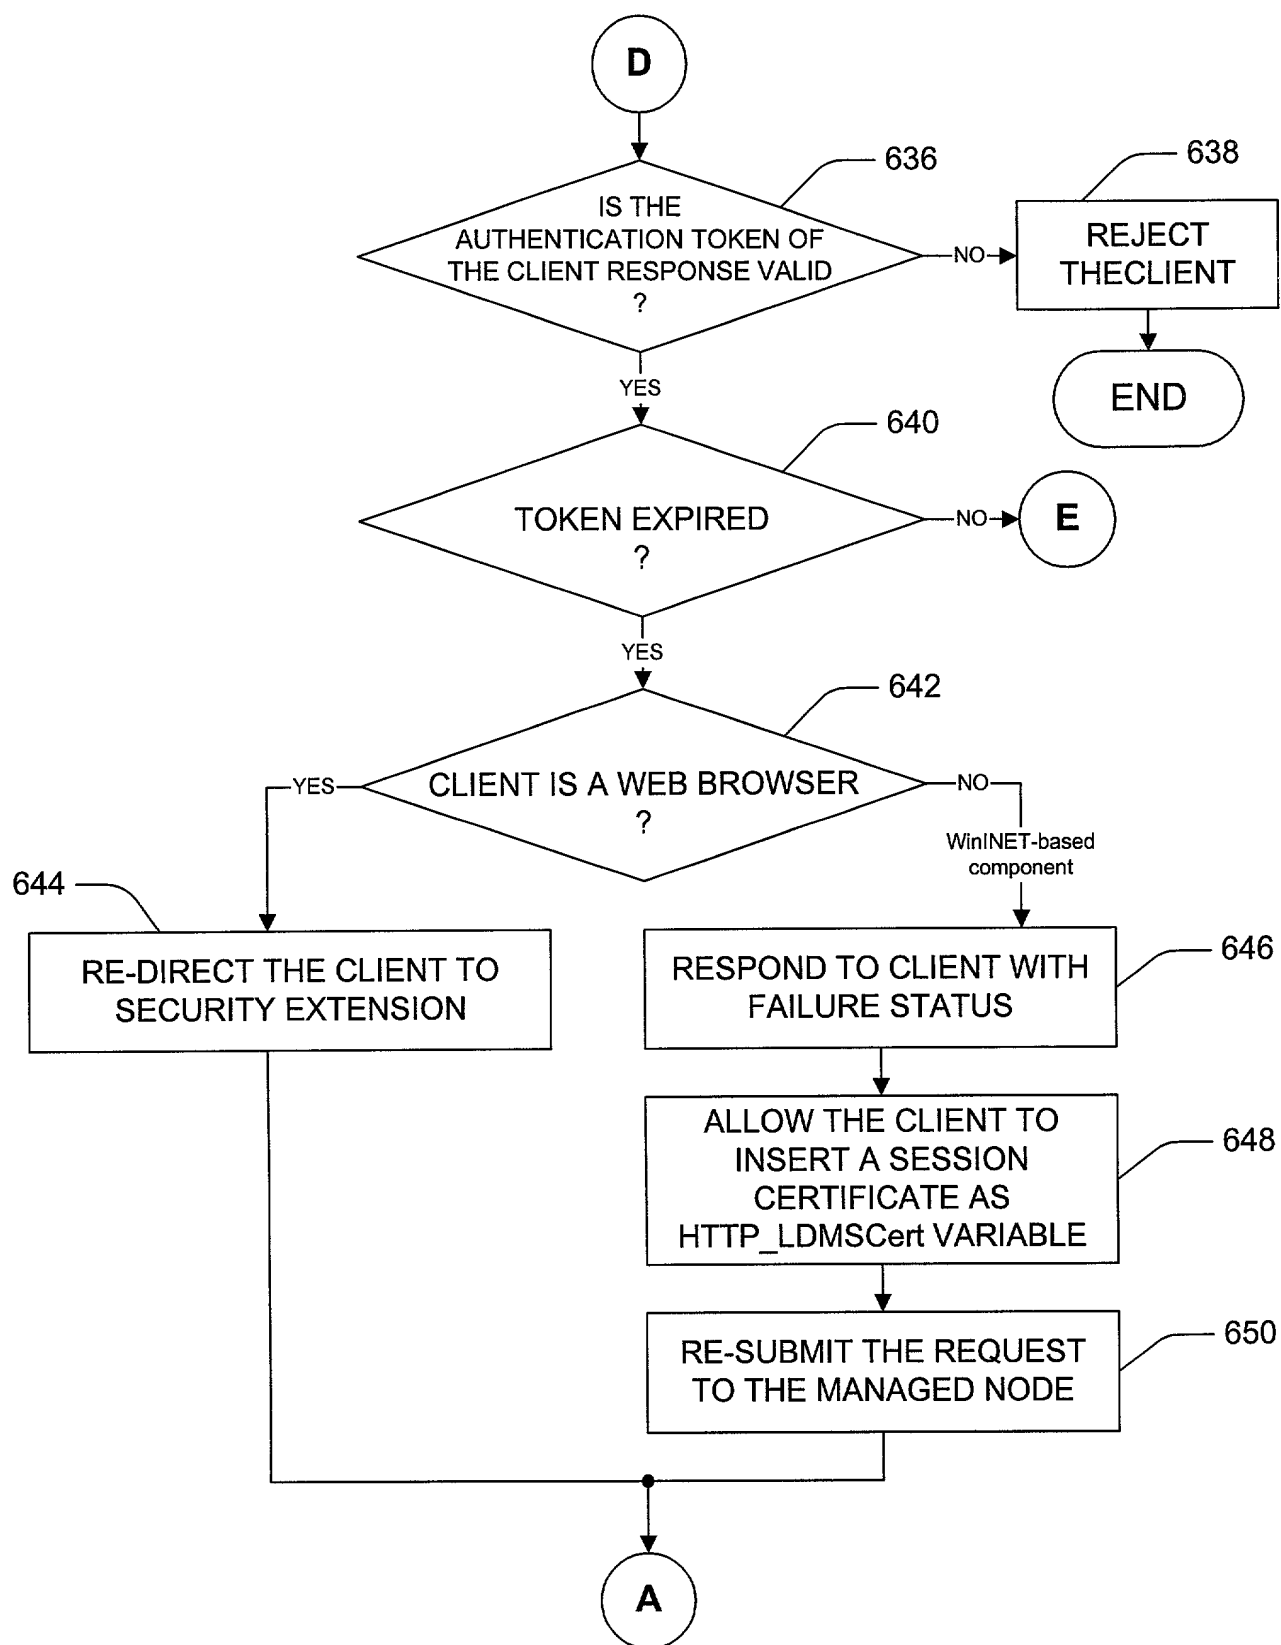 D
636
638
IS THE
AUTHENTICATION TOKEN OF
THE CLIENT RESPONSE VALID
?
NO
REJECT
THECLIENT
YES
END
640
TOKEN EXPIRED
?
NO
E
YES
642
CLIENT IS A WEB BROWSER
?
YES
NO
WinINET-based
component
644
RE-DIRECT THE CLIENT TO
SECURITY EXTENSION
646
RESPOND TO CLIENT WITH
FAILURE STATUS
648
ALLOW THE CLIENT TO
INSERT A SESSION
CERTIFICATE AS
HTTP_LDMSCert VARIABLE
650
RE-SUBMIT THE REQUEST
TO THE MANAGED NODE
A